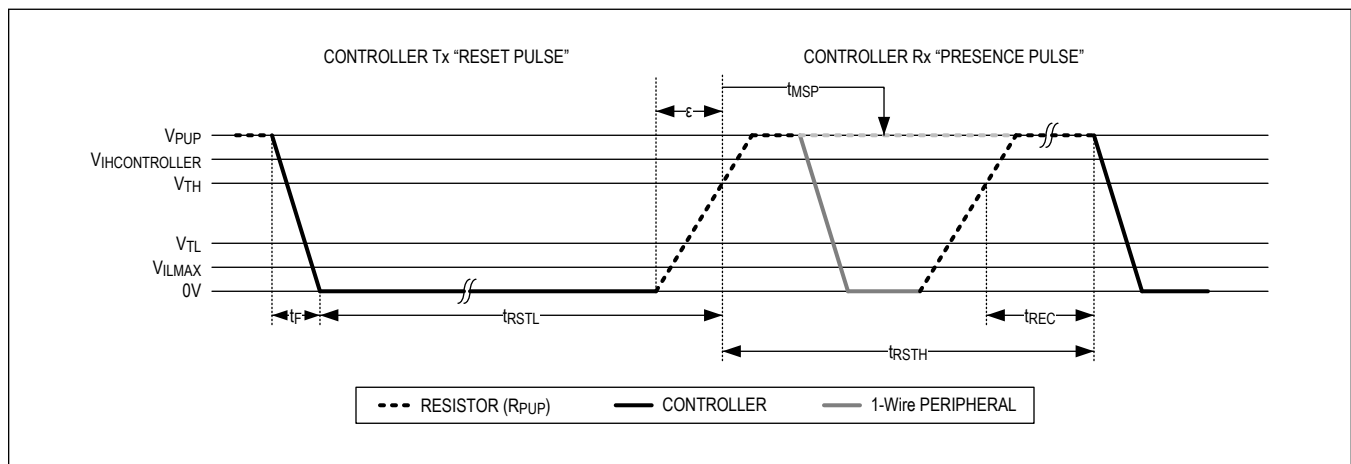 CONTROLLER Tx “RESET PULSE”
CONTROLLER Rx “PRESENCE PULSE”
tMSP
ε
VPUP
VIHCONTROLLER
VTH
VTL
VILMAX
0V
tF
tRSTL
tREC
tRSTH
RESISTOR (RPUP)
CONTROLLER
1-Wire PERIPHERAL